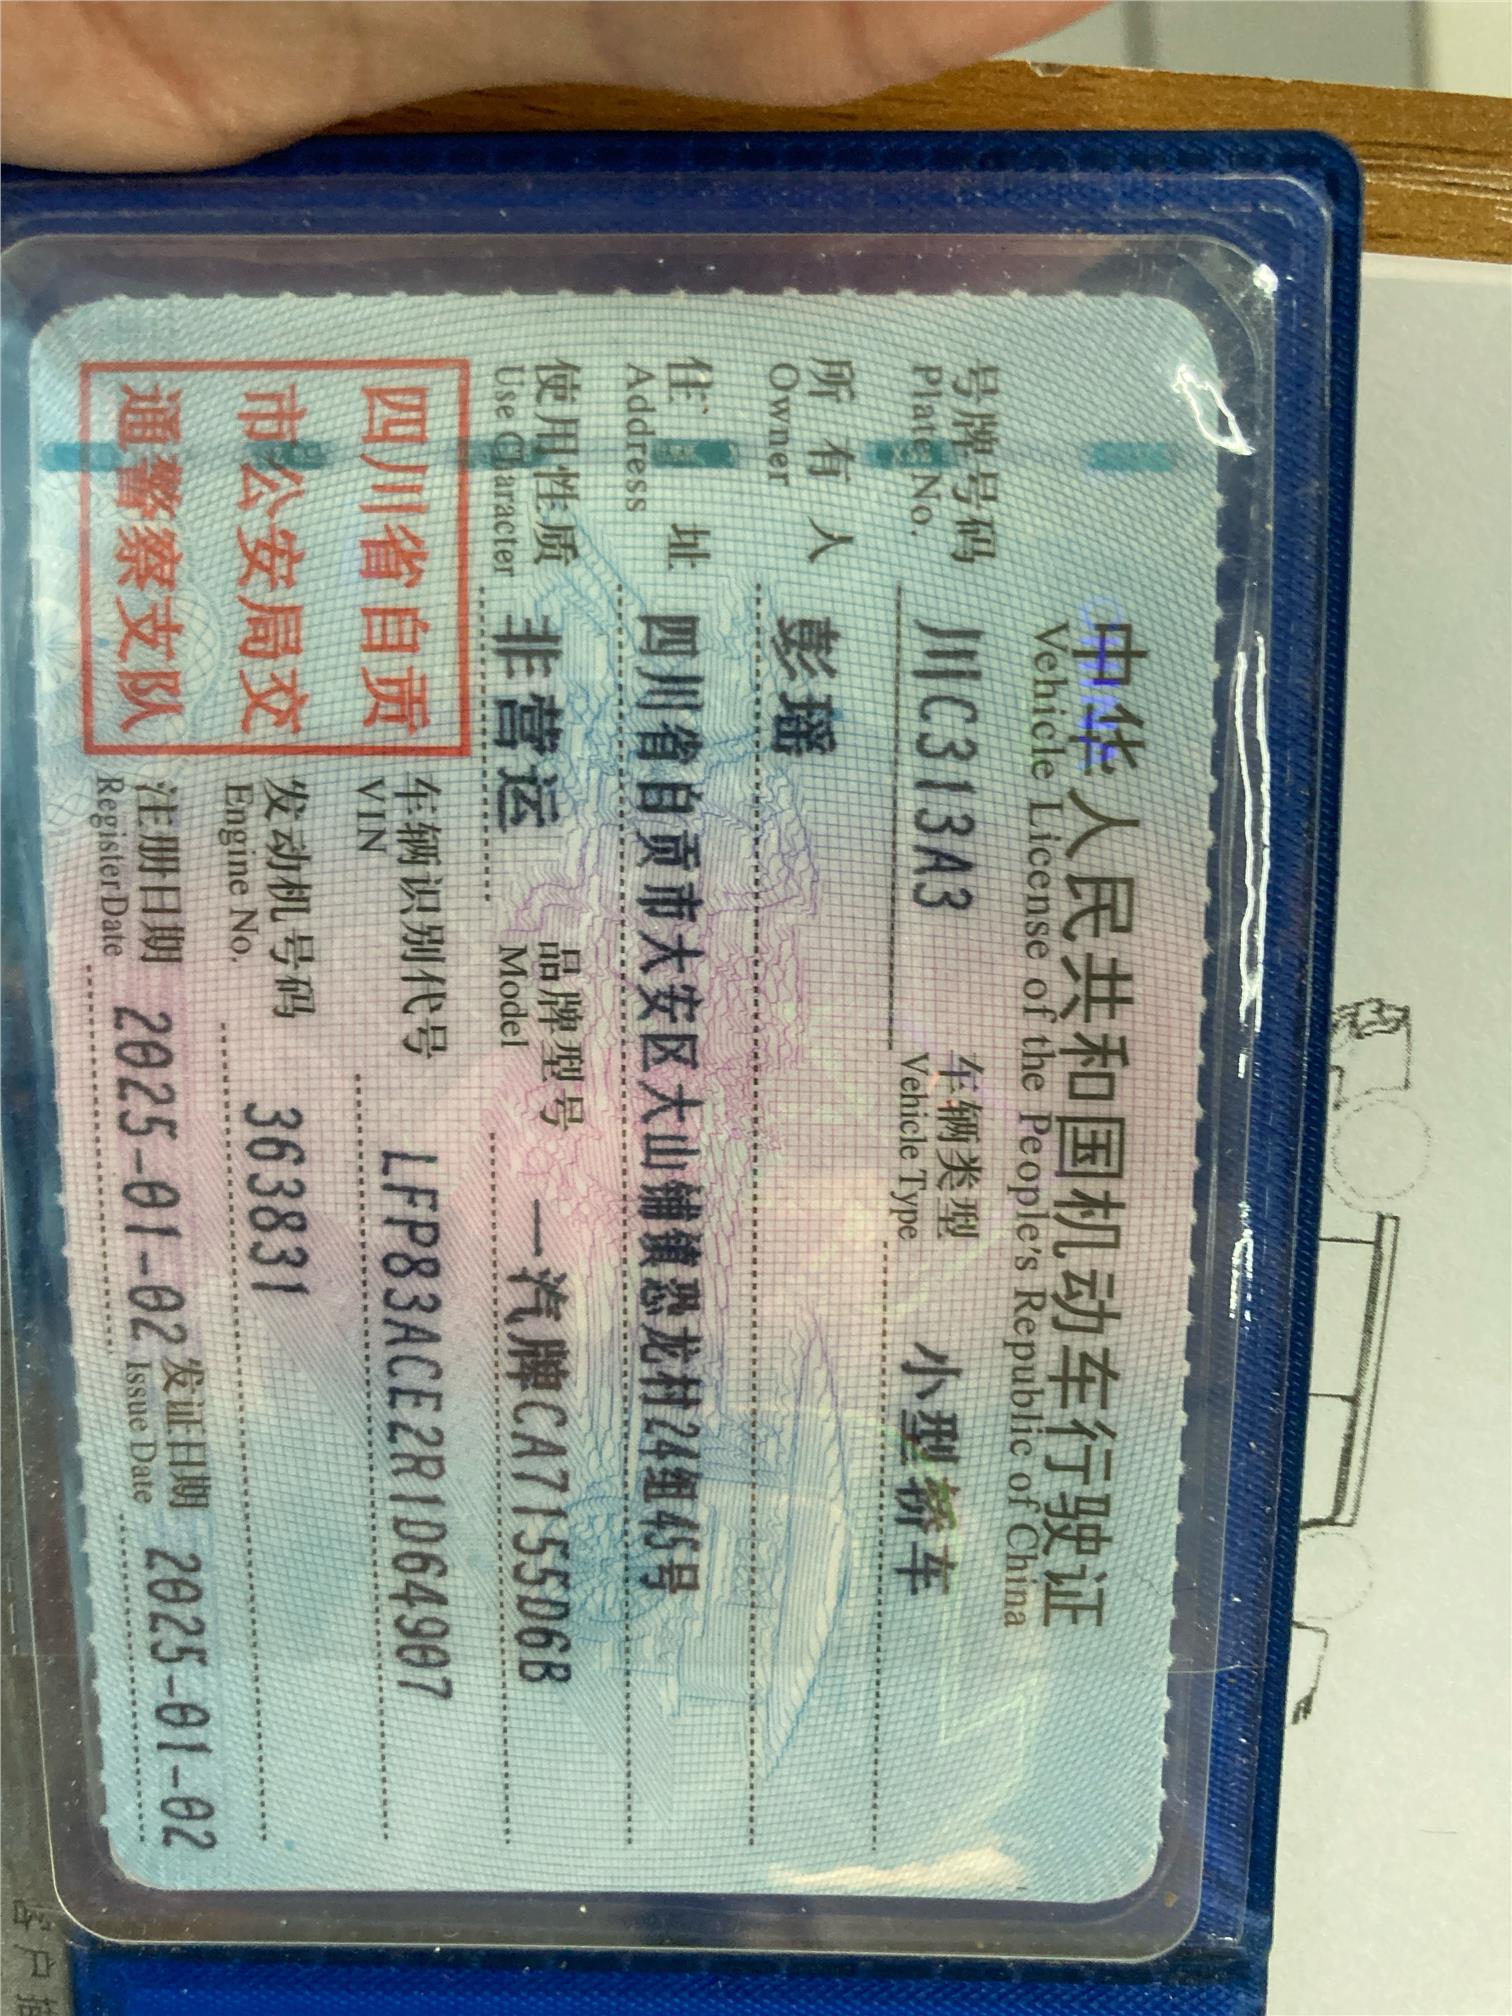 中华人民共和国机动车行驶证
Vehicle License of the People's Republic of China
号牌号码 川C313A3 车辆类型 小型轿车
Plate No. Vehicle Type
所有人 彭瑶
Owner
住址 四川省自贡市大安区大山铺镇恐龙村24组45号
Address
使用性质 非营运 品牌型号 一汽牌CA7155D6B
Use Character Model
四川省自贡
市公安局交
通警察支队
车辆识别代号 LFP83ACE2R1D64907
VIN
发动机号码 363831
Engine No.
注册日期 2025-01-02 发证日期 2025-01-02
Register Date Issue Date